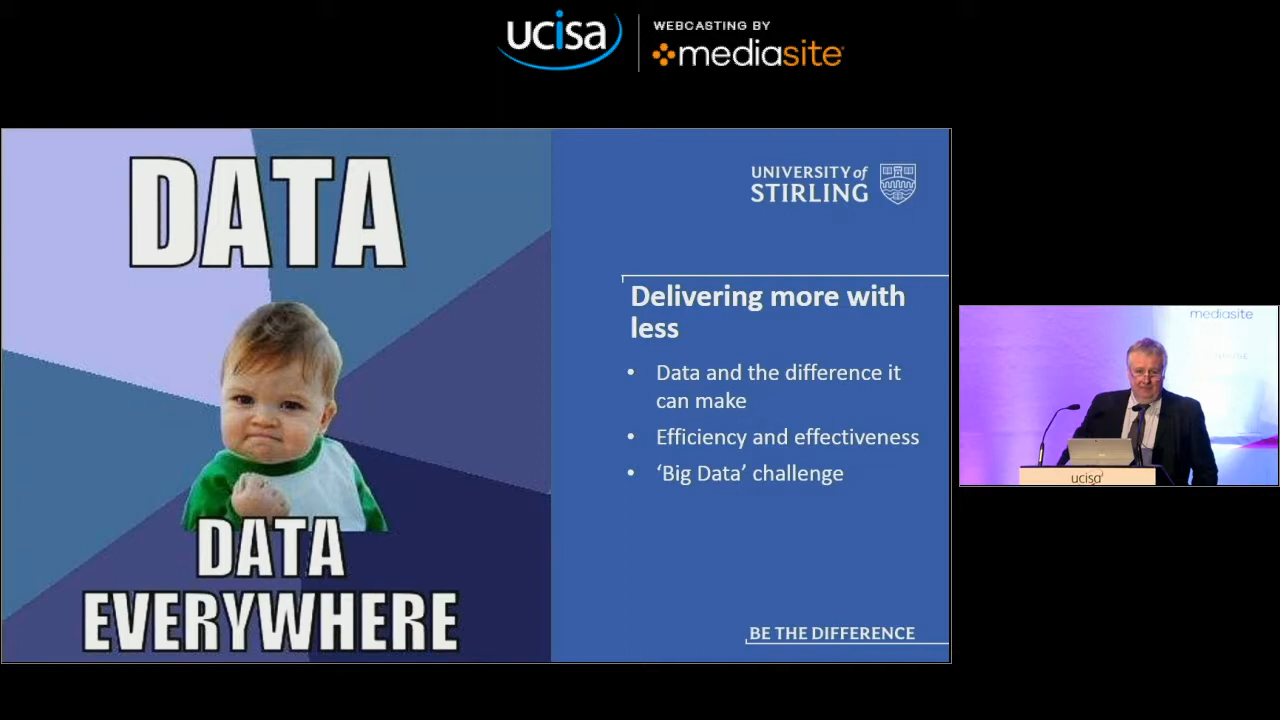 ucisa
WEBCASTING BY
mediasite
DATA
DATA
EVERYWHERE
UNIVERSITY of
STIRLING
Delivering more with
less
• Data and the difference it
can make
• Efficiency and effectiveness
• ‘Big Data’ challenge
BE THE DIFFERENCE
mediasite
ucisa